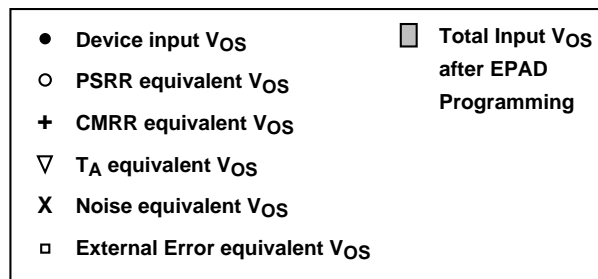 ● Device input VOS
○ PSRR equivalent VOS
+ CMRR equivalent VOS
▽ TA equivalent VOS
X Noise equivalent VOS
□ External Error equivalent VOS
Total Input VOS
after EPAD
Programming